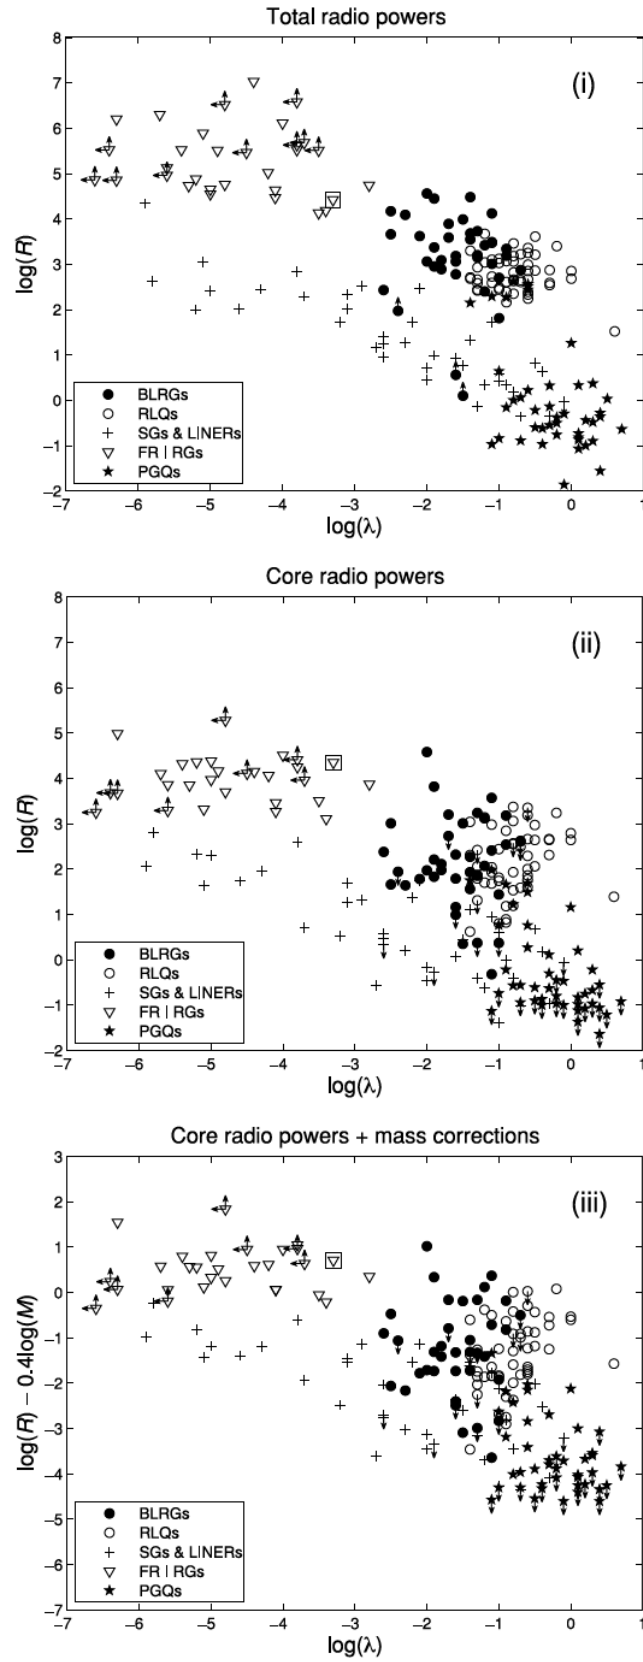 Total radio powers
(i)
8
7
6
5
4
3
2
1
0
−1
−2
log(R)
BLRGs
RLQs
SGs & LINERs
FR I RGs
PGQs
−7 −6 −5 −4 −3 −2 −1 0 1
log(λ)
Core radio powers
(ii)
8
7
6
5
4
3
2
1
0
−1
−2
log(R)
BLRGs
RLQs
SGs & LINERs
FR I RGs
PGQs
−7 −6 −5 −4 −3 −2 −1 0 1
log(λ)
Core radio powers + mass corrections
(iii)
3
2
1
0
−1
−2
−3
−4
−5
−6
−7
log(R) − 0.4log(M)
BLRGs
RLQs
SGs & LINERs
FR I RGs
PGQs
−7 −6 −5 −4 −3 −2 −1 0 1
log(λ)